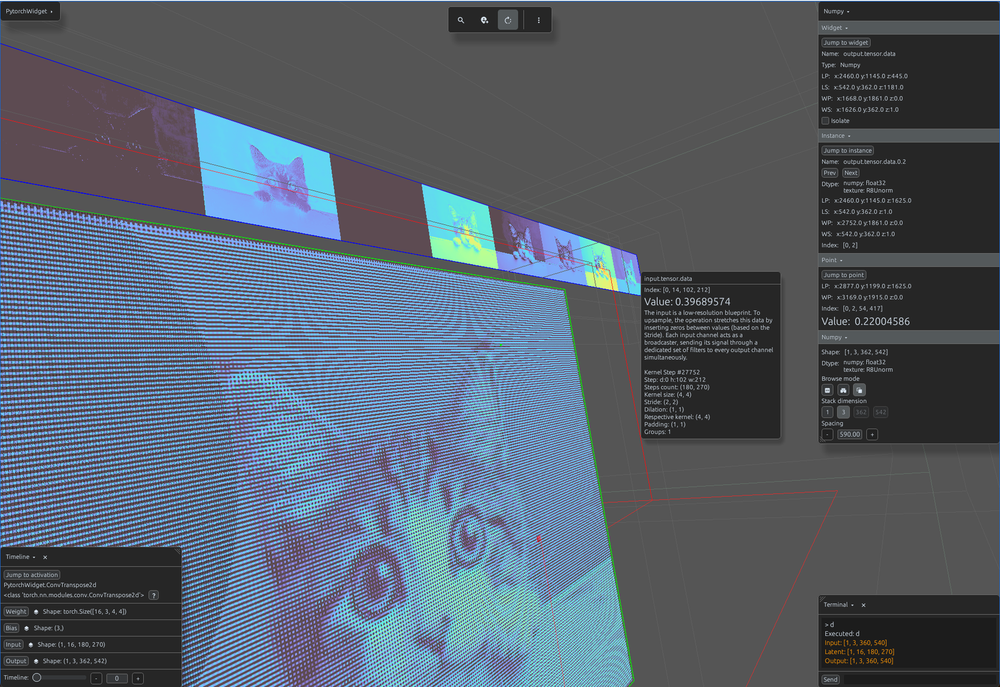 PytorchWidget
input.tensor.data
Index: [0, 14, 102, 212]
Value: 0.39689574
The input is a low-resolution blueprint. To
upsample, the operation stretches this data by
inserting zeros between values (based on the
Stride). Each input channel acts as a
broadcaster, sending its signal through a
dedicated set of filters to every output channel
simultaneously.
Kernel Step #27752
Step: d:0 h:102 w:212
Steps count: (180, 270)
Kernel size: (4, 4)
Stride: (2, 2)
Dilation: (1, 1)
Respective kernel: (4, 4)
Padding: (1, 1)
Groups: 1
Numpy
Widget
Jump to widget
Name: output.tensor.data
Type: Numpy
LP: x:2460.0 y:1145.0 z:445.0
LS: x:542.0 y:362.0 z:1181.0
WP: x:1668.0 y:1861.0 z:0.0
WS: x:1626.0 y:362.0 z:1.0
Isolate
Instance
Jump to instance
Name: output.tensor.data.0.2
Prev Next
Dtype: numpy: float32
texture: R8Unorm
LP: x:2460.0 y:1145.0 z:1625.0
LS: x:542.0 y:362.0 z:1.0
WP: x:2752.0 y:1861.0 z:0.0
WS: x:542.0 y:362.0 z:1.0
Index: [0, 2]
Point
Jump to point
LP: x:2877.0 y:1199.0 z:1625.0
WP: x:3169.0 y:1915.0 z:0.0
Index: [0, 2, 54, 417]
Value: 0.22004586
Numpy
Shape: [1, 3, 362, 542]
Dtype: numpy: float32
texture: R8Unorm
Browse mode
Stack dimension
1 3 362 542
Spacing
- 590.00 +
Timeline ×
Jump to activation
PytorchWidget.ConvTranspose2d
<class 'torch.nn.modules.conv.ConvTranspose2d'> ?
Weight Shape: torch.Size([16, 3, 4, 4])
Bias Shape: (3,)
Input Shape: (1, 16, 180, 270)
Output Shape: (1, 3, 362, 542)
Timeline: - 0 +
Terminal ×
> d
Executed: d
Input: [1, 3, 360, 540]
Latent: [1, 16, 180, 270]
Output: [1, 3, 360, 540]
Send